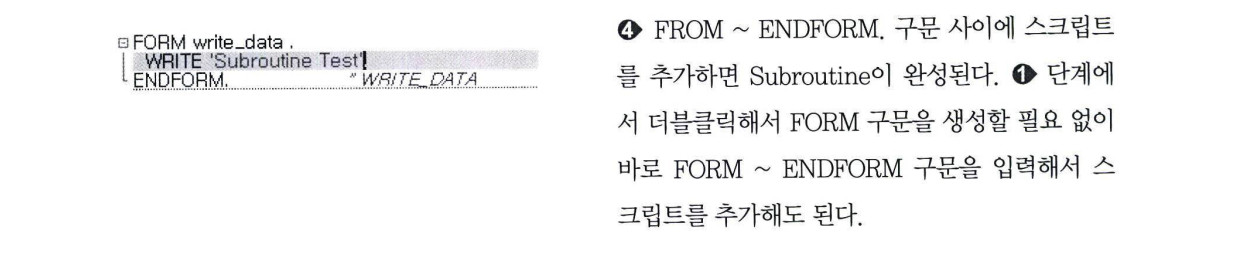 FORM write_data .
WRITE 'Subroutine Test'
ENDFORM. " WRITE_DATA
❹ FROM ~ ENDFORM. 구문 사이에 스크립트
를 추가하면 Subroutine이 완성된다. ❶ 단계에
서 더블클릭해서 FORM 구문을 생성할 필요 없이
바로 FORM ~ ENDFORM 구문을 입력해서 스
크립트를 추가해도 된다.